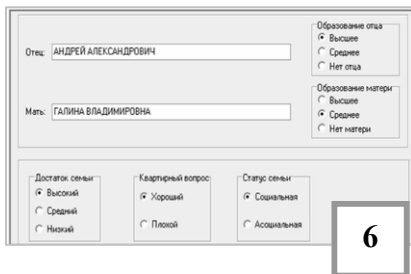 Образование отца
Высшее
Отец: АНДРЕЙ АЛЕКСАНДРОВИЧ
Среднее
Нет отца
Образование матери
Высшее
Мать: ГАЛИНА ВЛАДИМИРОВНА
Среднее
Нет матери
Достаток семьи Квартирный вопрос Статус семьи
Высокий Хороший Социальная
Средний
Плохой Асоциальная
Низкий
6